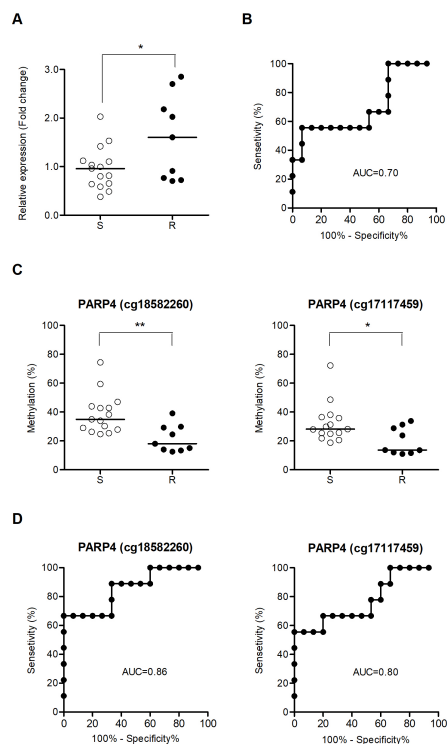 A
*
Relative expression (Fold change)
3.0
2.0
1.0
0.0
S
R
B
Sensetivity (%)
100
80
60
40
20
0
AUC=0.70
0 20 40 60 80 100
100% - Specificity%
C
PARP4 (cg18582260)
**
Methylation (%)
100
80
60
40
20
0
S
R
PARP4 (cg17117459)
*
Methylation (%)
100
80
60
40
20
0
S
R
D
PARP4 (cg18582260)
Sensetivity (%)
100
80
60
40
20
0
AUC=0.86
0 20 40 60 80 100
100% - Specificity%
PARP4 (cg17117459)
Sensetivity (%)
100
80
60
40
20
0
AUC=0.80
0 20 40 60 80 100
100% - Specificity%